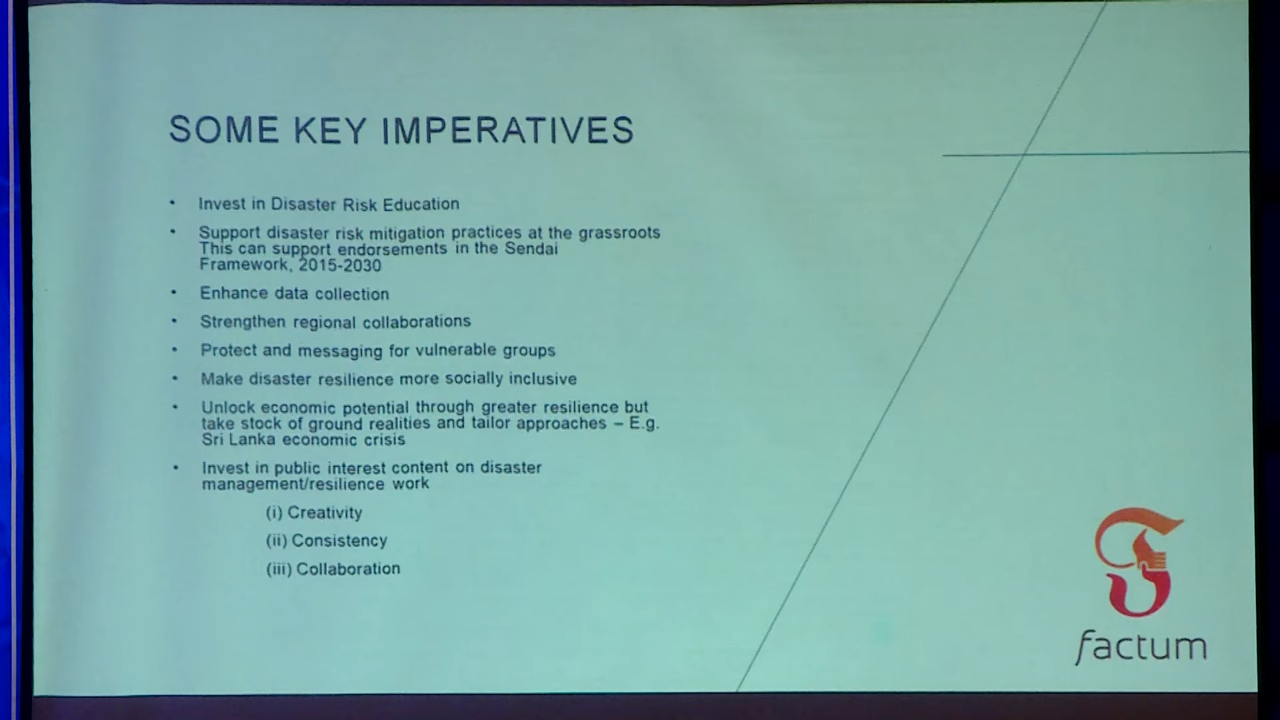 SOME KEY IMPERATIVES
• Invest in Disaster Risk Education
• Support disaster risk mitigation practices at the grassroots
This can support endorsements in the Sendai
Framework, 2015-2030
• Enhance data collection
• Strengthen regional collaborations
• Protect and messaging for vulnerable groups
• Make disaster resilience more socially inclusive
• Unlock economic potential through greater resilience but
take stock of ground realities and tailor approaches – E.g.
Sri Lanka economic crisis
• Invest in public interest content on disaster
management/resilience work
(i) Creativity
(ii) Consistency
(iii) Collaboration
factum